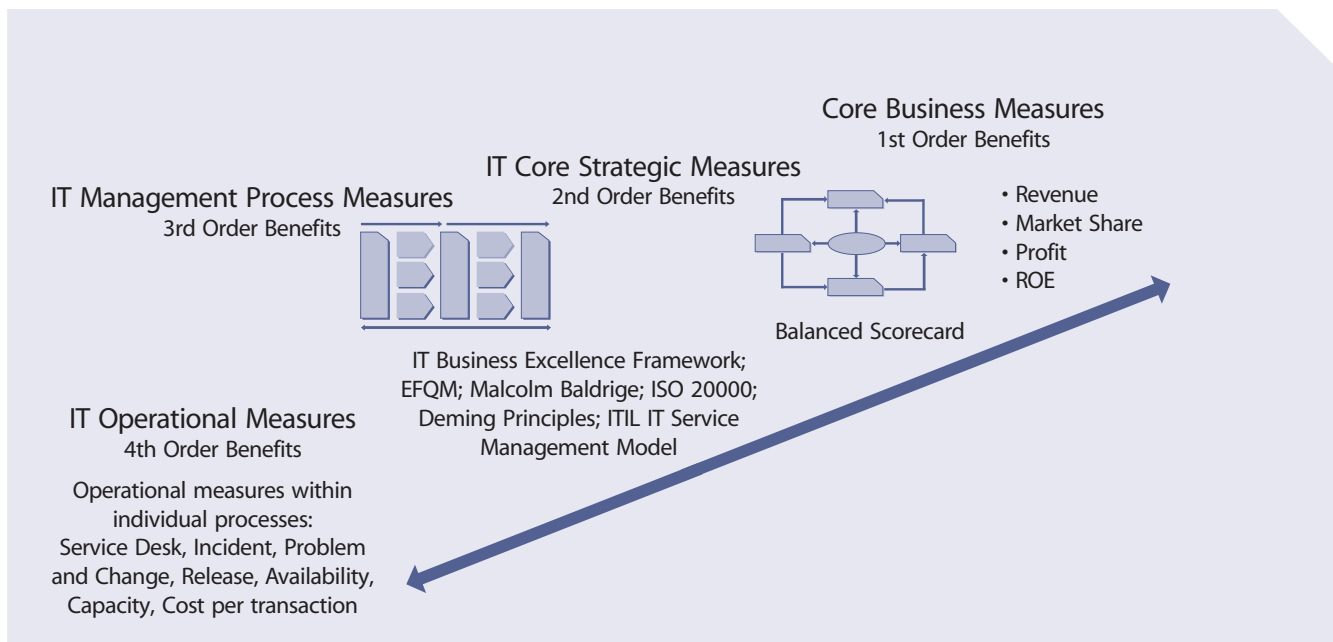 Core Business Measures
1st Order Benefits
• Revenue
• Market Share
• Profit
• ROE
IT Core Strategic Measures
2nd Order Benefits
Balanced Scorecard
IT Management Process Measures
3rd Order Benefits
IT Business Excellence Framework;
EFQM; Malcolm Baldrige; ISO 20000;
Deming Principles; ITIL IT Service
Management Model
IT Operational Measures
4th Order Benefits
Operational measures within
individual processes:
Service Desk, Incident, Problem
and Change, Release, Availability,
Capacity, Cost per transaction